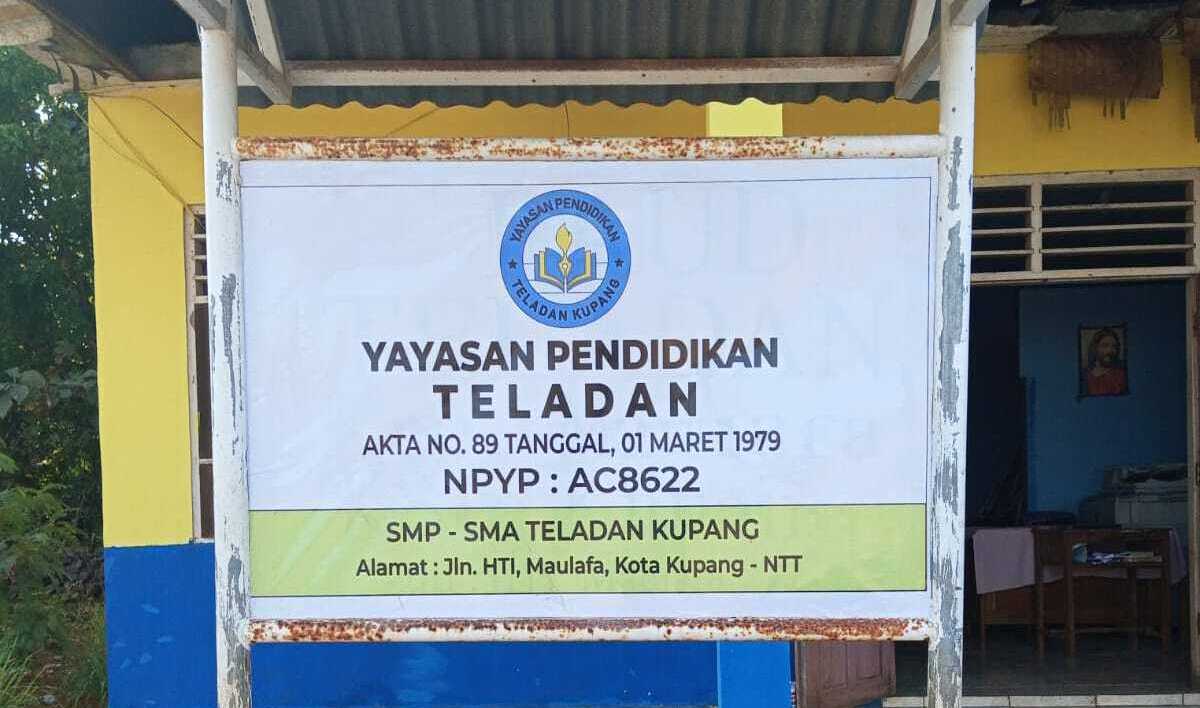 YAYASAN PENDIDIKAN
TELADAN KUPANG
YAYASAN PENDIDIKAN
TELADAN
AKTA NO. 89 TANGGAL, 01 MARET 1979
NPYP : AC8622
SMP - SMA TELADAN KUPANG
Alamat : Jln. HTI, Maulafa, Kota Kupang - NTT